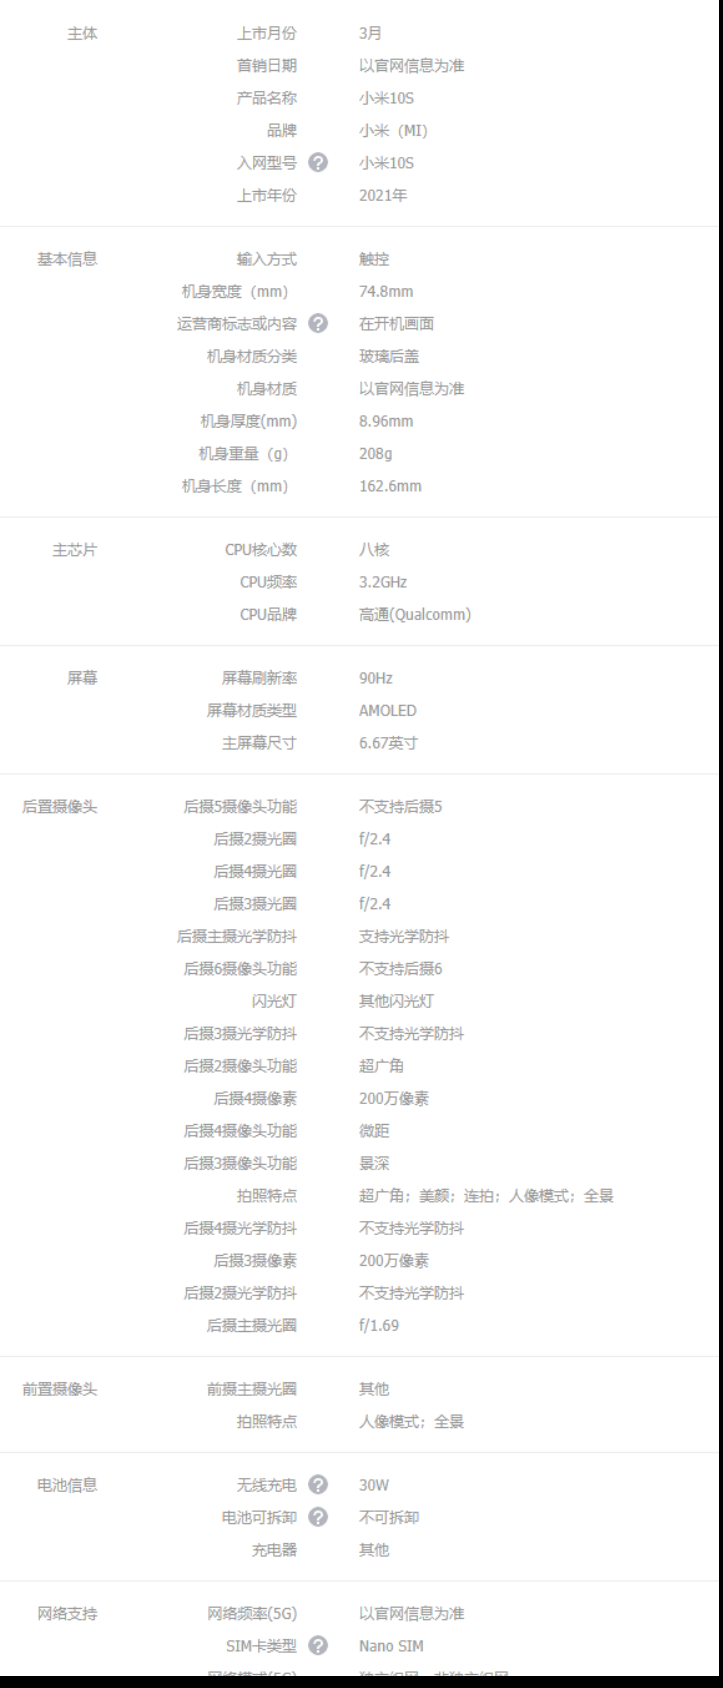 主体 上市月份 3月
首销日期 以官网信息为准
产品名称 小米10S
品牌 小米（MI）
入网型号 ? 小米10S
上市年份 2021年
基本信息 输入方式 触控
机身宽度（mm） 74.8mm
运营商标志或内容 ? 在开机画面
机身材质分类 玻璃后盖
机身材质 以官网信息为准
机身厚度(mm) 8.96mm
机身重量（g） 208g
机身长度（mm） 162.6mm
主芯片 CPU核心数 八核
CPU频率 3.2GHz
CPU品牌 高通(Qualcomm)
屏幕 屏幕刷新率 90Hz
屏幕材质类型 AMOLED
主屏幕尺寸 6.67英寸
后置摄像头 后摄5摄像头功能 不支持后摄5
后摄2摄光圈 f/2.4
后摄4摄光圈 f/2.4
后摄3摄光圈 f/2.4
后摄主摄光学防抖 支持光学防抖
后摄6摄像头功能 不支持后摄6
闪光灯 其他闪光灯
后摄3摄光学防抖 不支持光学防抖
后摄2摄像头功能 超广角
后摄4摄像素 200万像素
后摄4摄像头功能 微距
后摄3摄像头功能 景深
拍照特点 超广角；美颜；连拍；人像模式；全景
后摄4摄光学防抖 不支持光学防抖
后摄3摄像素 200万像素
后摄2摄光学防抖 不支持光学防抖
后摄主摄光圈 f/1.69
前置摄像头 前摄主摄光圈 其他
拍照特点 人像模式；全景
电池信息 无线充电 ? 30W
电池可拆卸 ? 不可拆卸
充电器 其他
网络支持 网络频率(5G) 以官网信息为准
SIM卡类型 ? Nano SIM